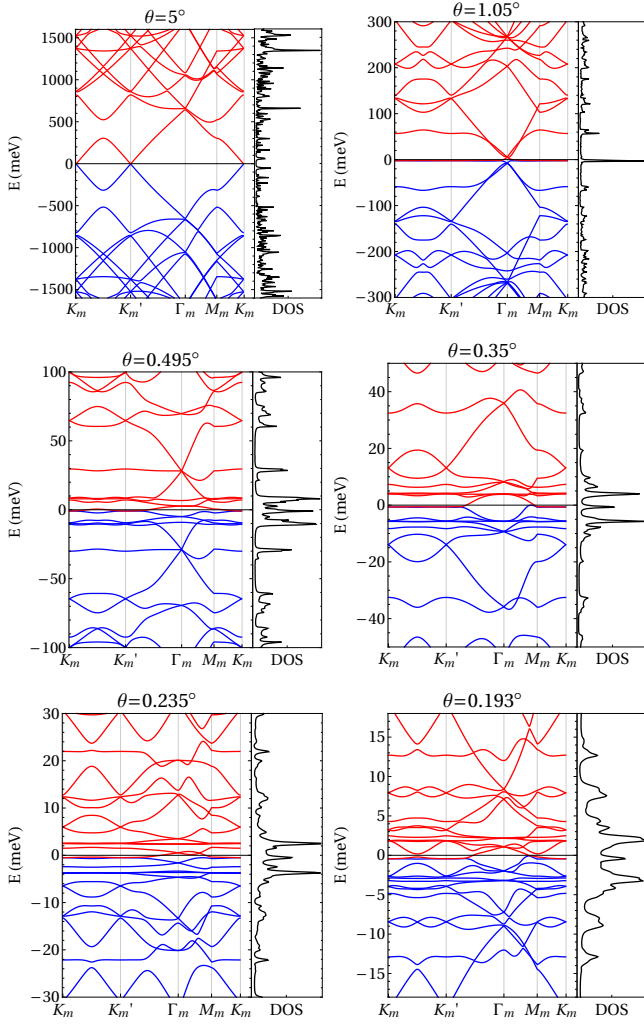 θ=5°
E (meV)
1500
1000
500
0
−500
−1000
−1500
K_m K_m' Γ_m M_m K_m DOS
θ=1.05°
E (meV)
300
200
100
0
−100
−200
−300
K_m K_m' Γ_m M_m K_m DOS
θ=0.495°
E (meV)
100
50
0
−50
−100
K_m K_m' Γ_m M_m K_m DOS
θ=0.35°
E (meV)
40
20
0
−20
−40
K_m K_m' Γ_m M_m K_m DOS
θ=0.235°
E (meV)
30
20
10
0
−10
−20
−30
K_m K_m' Γ_m M_m K_m DOS
θ=0.193°
E (meV)
15
10
5
0
−5
−10
−15
K_m K_m' Γ_m M_m K_m DOS